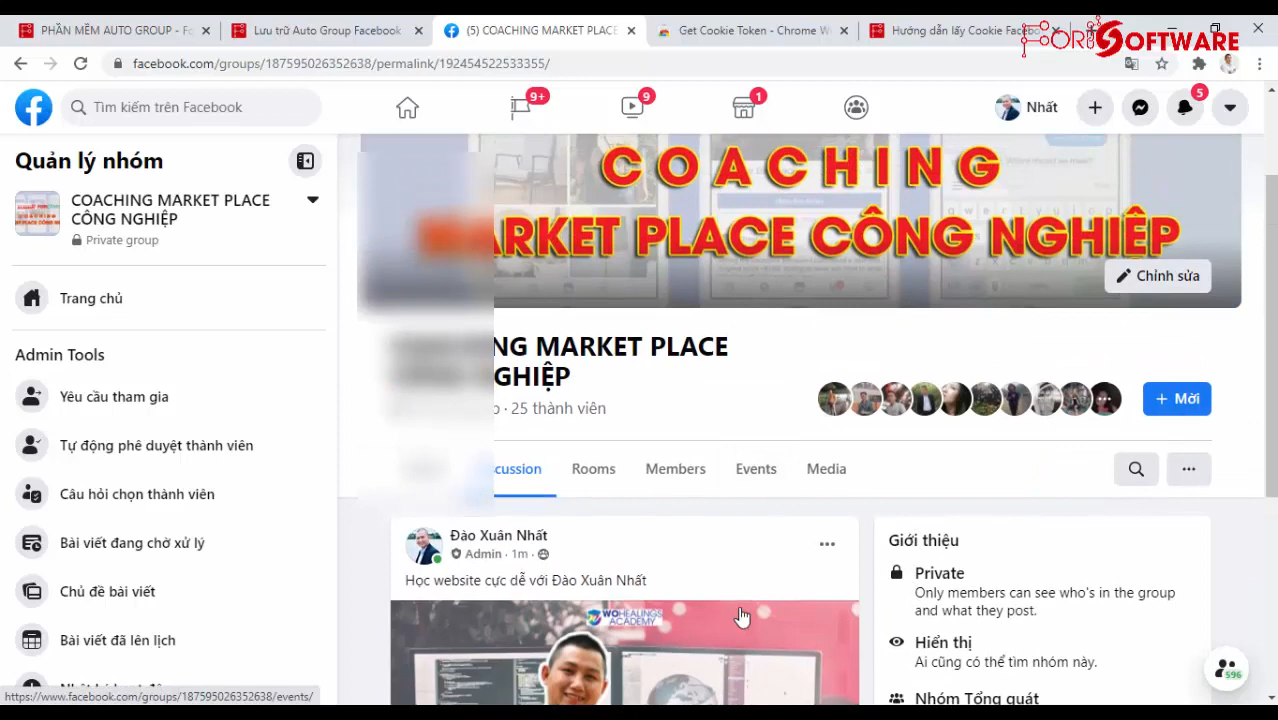 PHẦN MỀM AUTO GROUP - Fo
Lưu trữ Auto Group Facebook
(5) COACHING MARKET PLACE
Get Cookie Token - Chrome W
Hướng dẫn lấy Cookie Facebo
FORI SOFTWARE
facebook.com/groups/187595026352638/permalink/192454522533355/
Tìm kiếm trên Facebook
9+
9
1
Nhất
5
Quản lý nhóm
COACHING MARKET PLACE
CÔNG NGHIỆP
Private group
Trang chủ
Admin Tools
Yêu cầu tham gia
Tự động phê duyệt thành viên
Câu hỏi chọn thành viên
Bài viết đang chờ xử lý
Chủ đề bài viết
Bài viết đã lên lịch
https://www.facebook.com/groups/187595026352638/events/
COACHING
ARKET PLACE CÔNG NGHIỆP
Chỉnh sửa
NG MARKET PLACE
GHIỆP
· 25 thành viên
Mời
cussion
Rooms
Members
Events
Media
Đào Xuân Nhất
Admin · 1m ·
Học website cực dễ với Đào Xuân Nhất
WOHEALINGS
ACADEMY
Giới thiệu
Private
Only members can see who's in the group
and what they post.
Hiển thị
Ai cũng có thể tìm nhóm này.
Nhóm Tổng quát
596